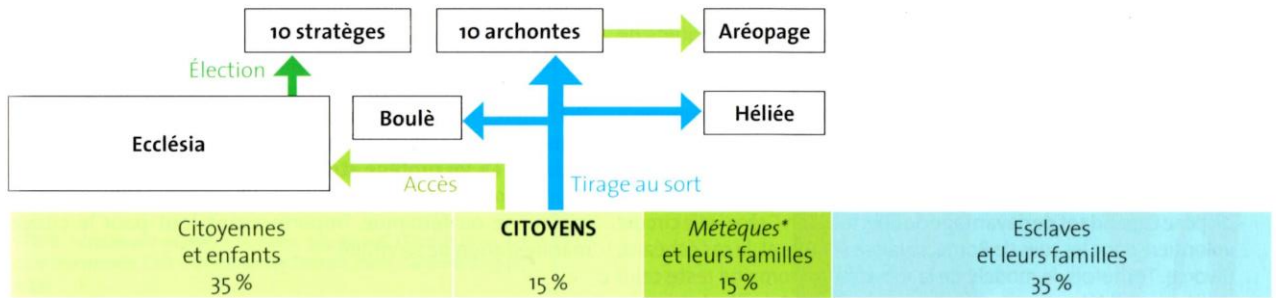 10 stratèges
10 archontes
Aréopage
Élection
Boulè
Héliée
Ecclésia
Accès
Tirage au sort
Citoyennes
et enfants
35 %
CITOYENS
15 %
Métèques*
et leurs familles
15 %
Esclaves
et leurs familles
35 %